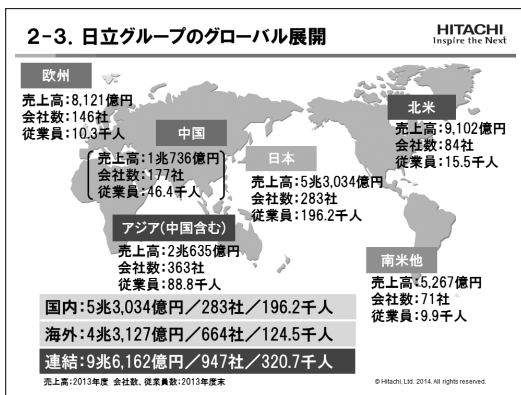 2-3. 日立グループのグローバル展開
HITACHI
Inspire the Next
欧州
売上高:8,121億円
会社数:146社
従業員:10.3千人
中国
売上高:1兆736億円
会社数:177社
従業員:46.4千人
日本
売上高:5兆3,034億円
会社数:283社
従業員:196.2千人
北米
売上高:9,102億円
会社数:84社
従業員:15.5千人
アジア(中国含む)
売上高:2兆635億円
会社数:363社
従業員:88.8千人
南米他
売上高:5,267億円
会社数:71社
従業員:9.9千人
国内:5兆3,034億円/283社/196.2千人
海外:4兆3,127億円/664社/124.5千人
連結:9兆6,162億円/947社/320.7千人
売上高:2013年度 会社数、従業員数:2013年度末
© Hitachi, Ltd. 2014. All rights reserved.